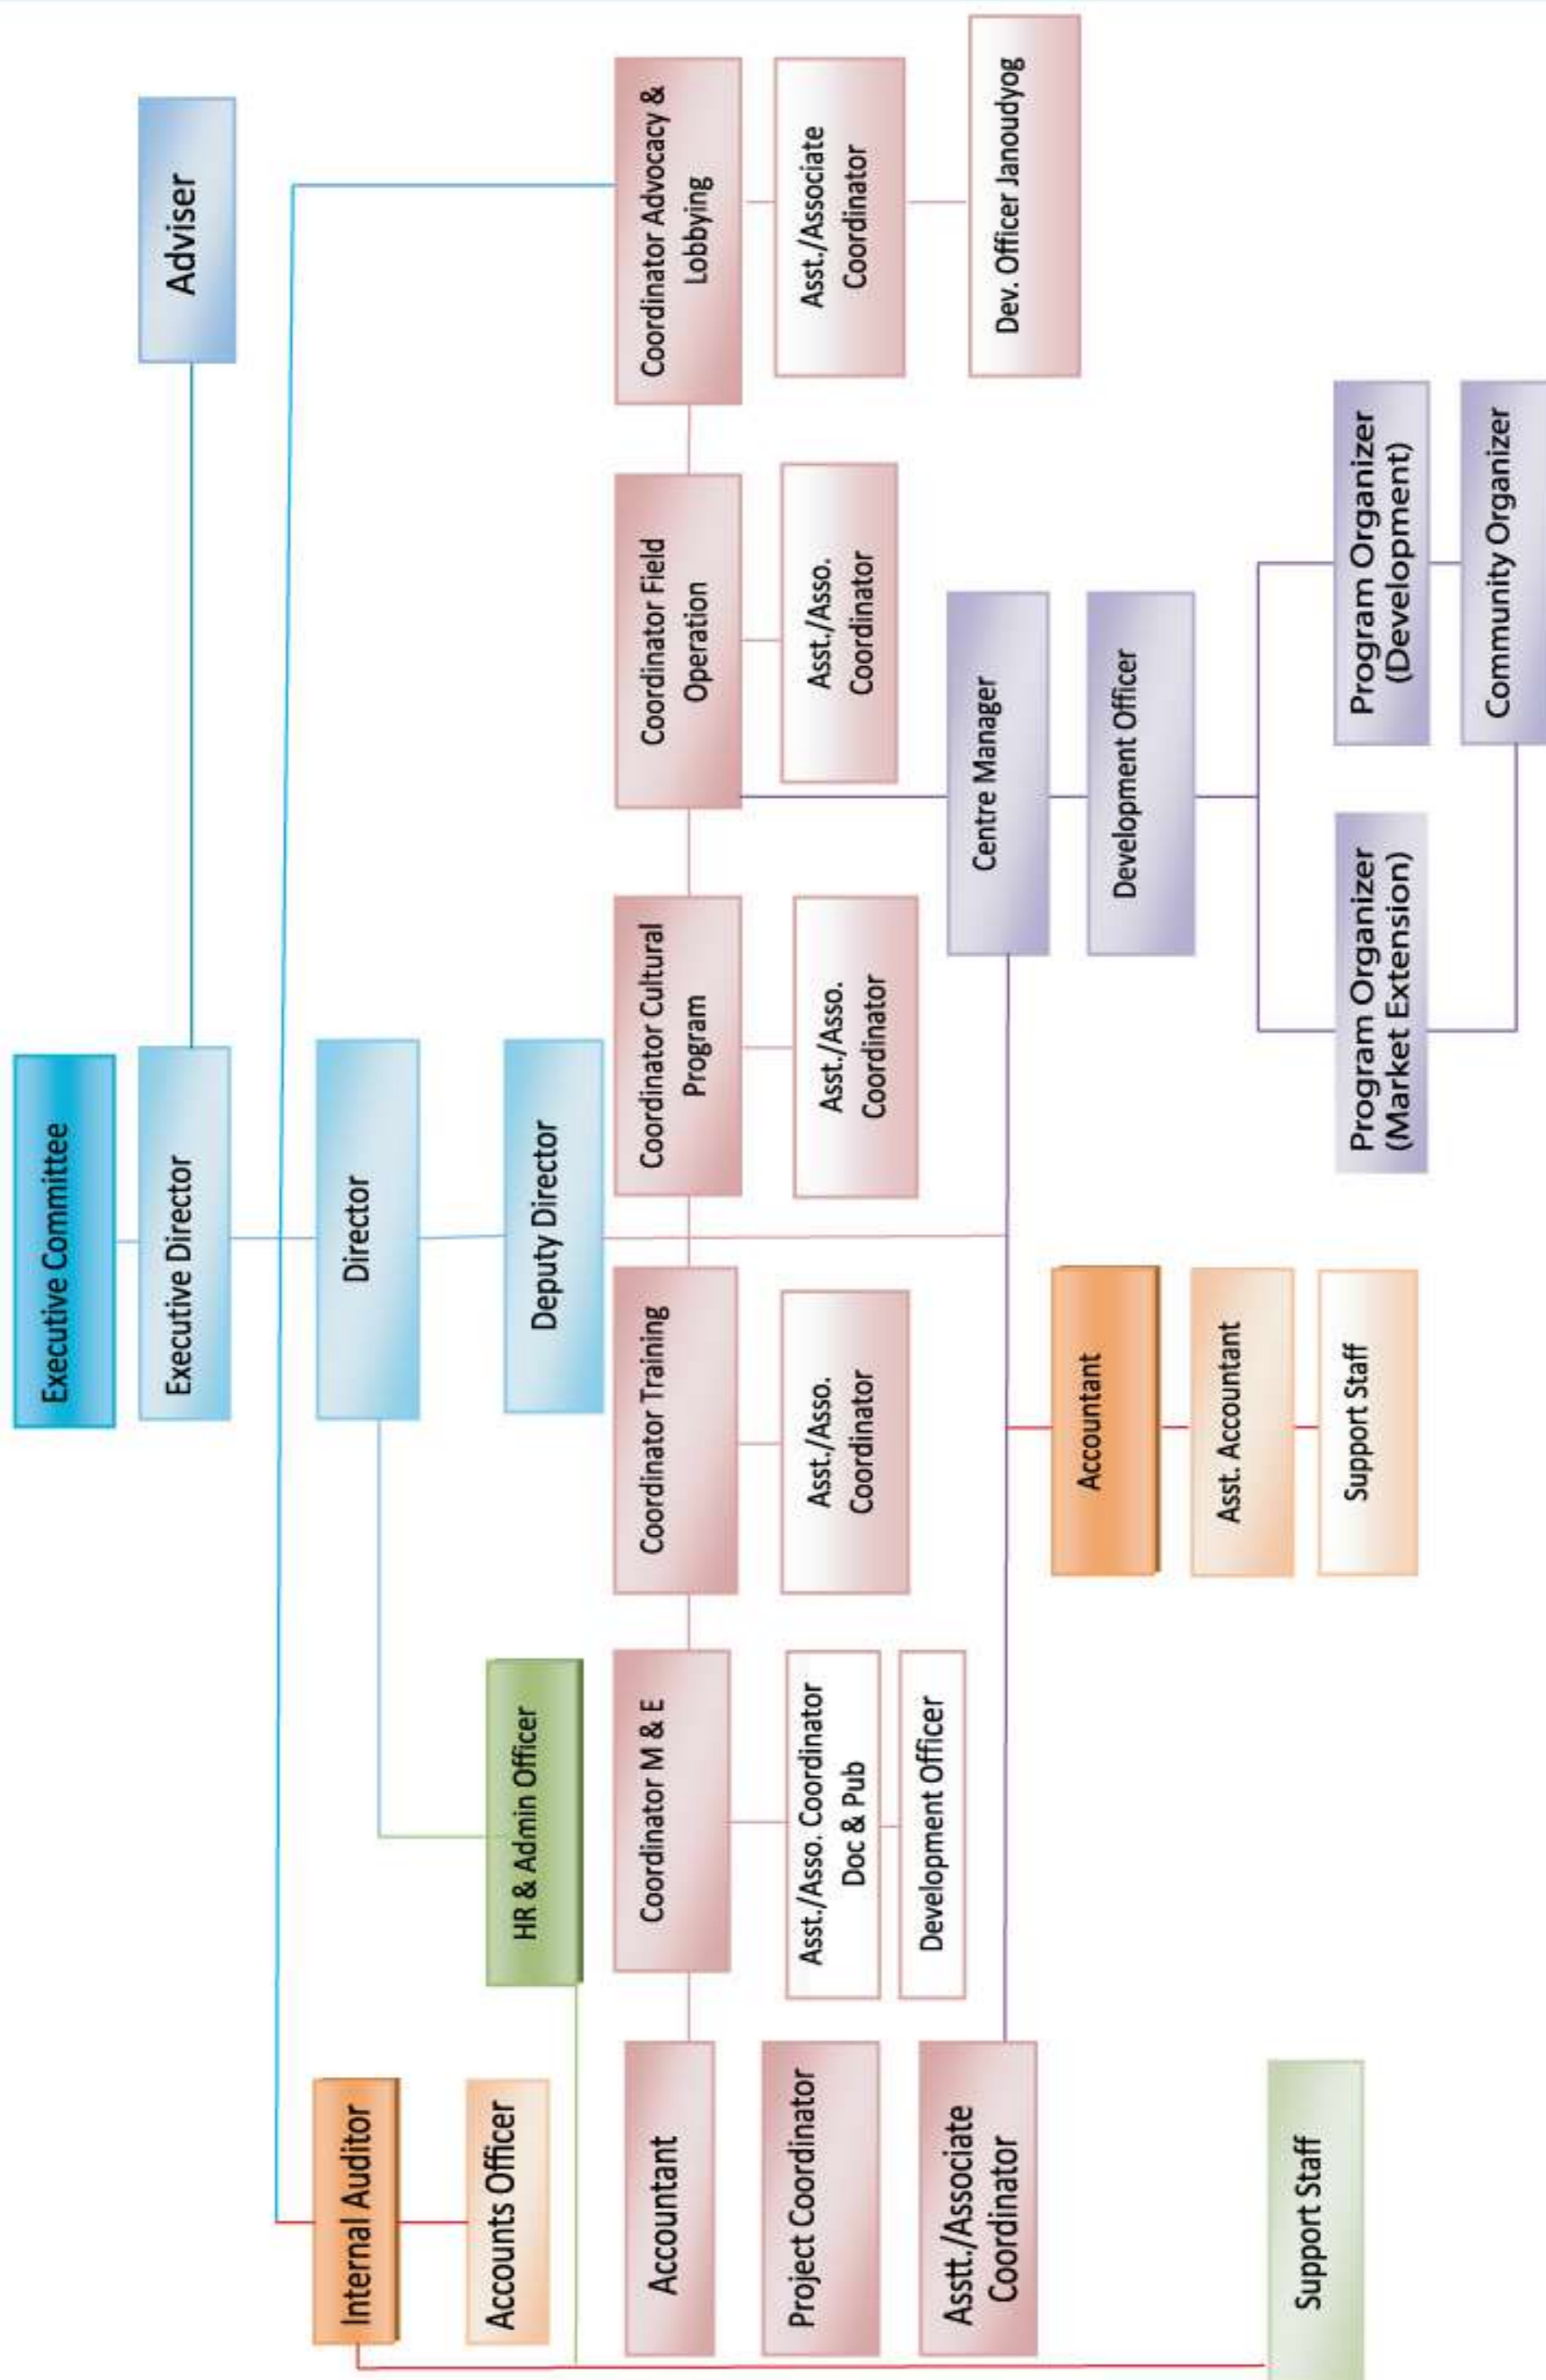 Executive Committee
Executive Director
Adviser
Director
Internal Auditor
Accounts Officer
HR & Admin Officer
Deputy Director
Accountant
Coordinator M & E
Coordinator Training
Coordinator Cultural
Program
Coordinator Field
Operation
Coordinator Advocacy &
Lobbying
Project Coordinator
Asst./Asso. Coordinator
Doc & Pub
Asst./Asso.
Coordinator
Asst./Asso.
Coordinator
Asst./Asso.
Coordinator
Asst./Associate
Coordinator
Asstt./Associate
Coordinator
Development Officer
Centre Manager
Dev. Officer Janoudyog
Accountant
Development Officer
Asst. Accountant
Support Staff
Support Staff
Program Organizer
(Market Extension)
Program Organizer
(Development)
Community Organizer